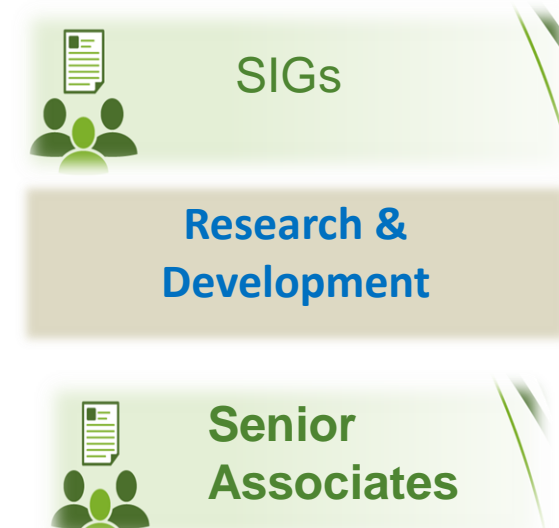 SIGs
Research &
Development
Senior
Associates